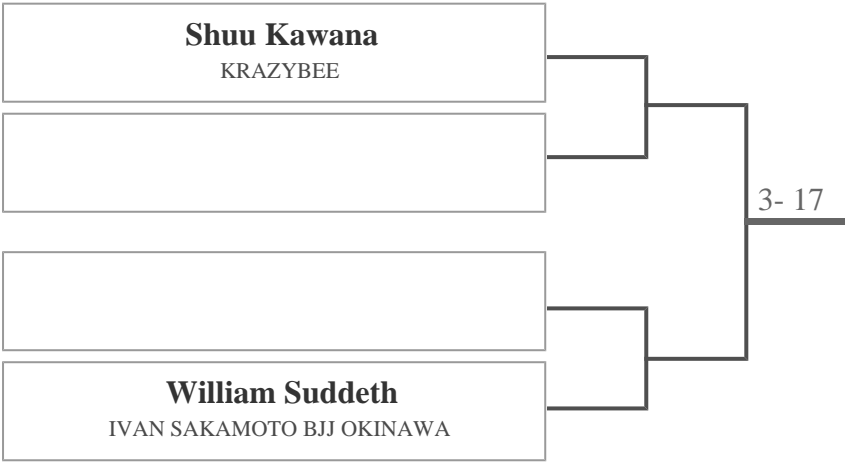 Shuu Kawana
KRAZYBEE
3- 17
William Suddeth
IVAN SAKAMOTO BJJ OKINAWA